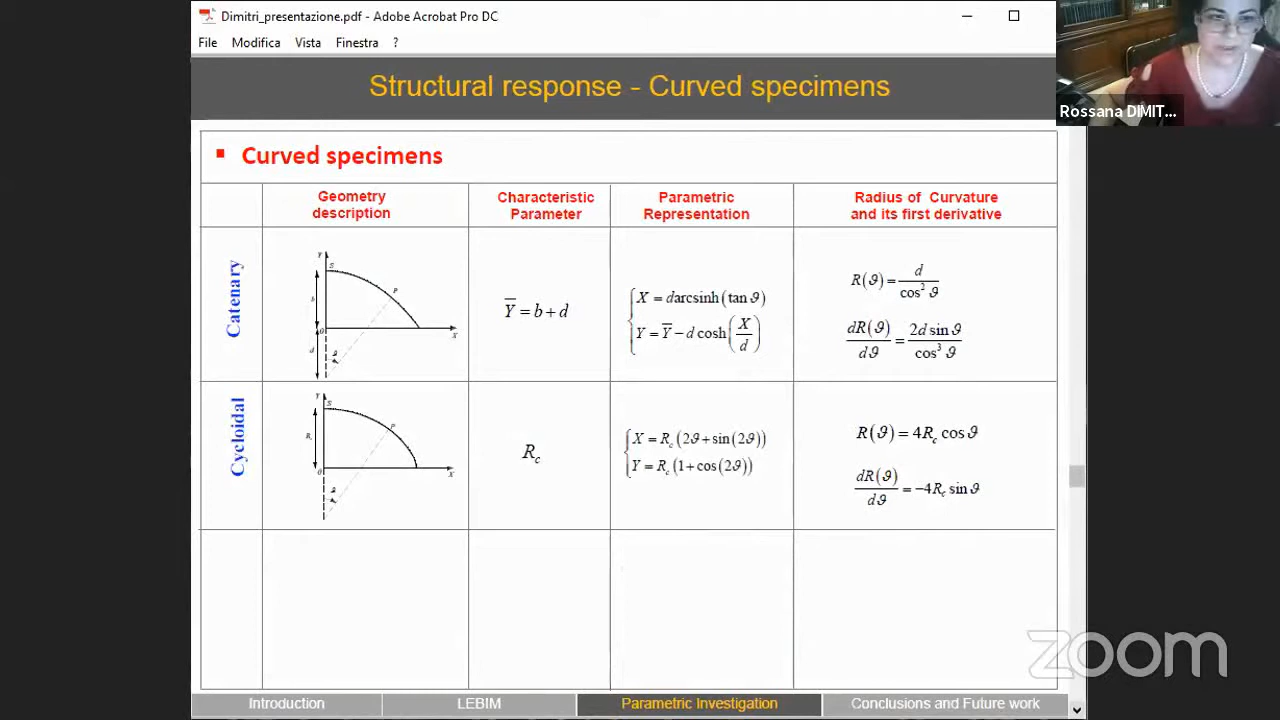 Dimitri_presentazione.pdf - Adobe Acrobat Pro DC
File Modifica Vista Finestra ?
Structural response - Curved specimens
Rossana DIMIT...
Curved specimens
Geometry description
Characteristic Parameter
Parametric Representation
Radius of Curvature and its first derivative
Catenary
Y S P b O X d ϑ
Y̅ = b + d
X = d arcsinh(tan ϑ)
Y = Y̅ − d cosh(X/d)
R(ϑ) = d / cos² ϑ
dR(ϑ)/dϑ = 2d sin ϑ / cos³ ϑ
Cycloidal
Y S P O X ϑ
R_c
X = R_c (2ϑ + sin(2ϑ))
Y = R_c (1 + cos(2ϑ))
R(ϑ) = 4R_c cos ϑ
dR(ϑ)/dϑ = −4R_c sin ϑ
zoom
Introduction LEBIM Parametric Investigation Conclusions and Future work